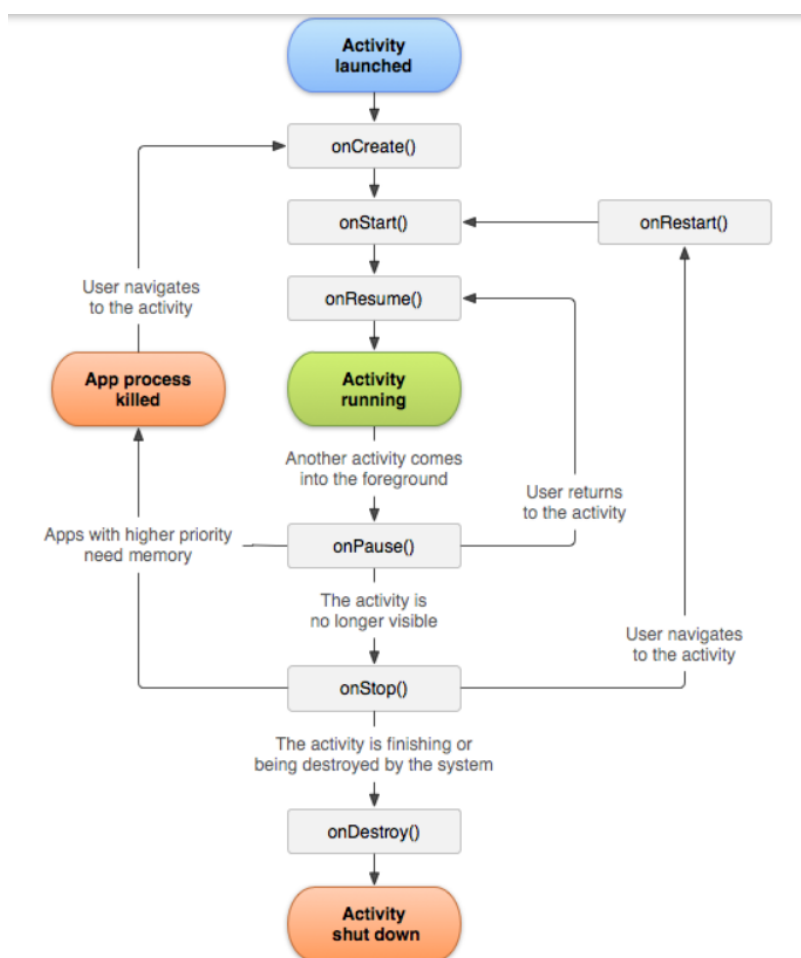 Activity
launched
onCreate()
onStart()
onRestart()
User navigates
to the activity
onResume()
App process
killed
Activity
running
Another activity comes
into the foreground
User returns
to the activity
Apps with higher priority
need memory
onPause()
The activity is
no longer visible
User navigates
to the activity
onStop()
The activity is finishing or
being destroyed by the system
onDestroy()
Activity
shut down